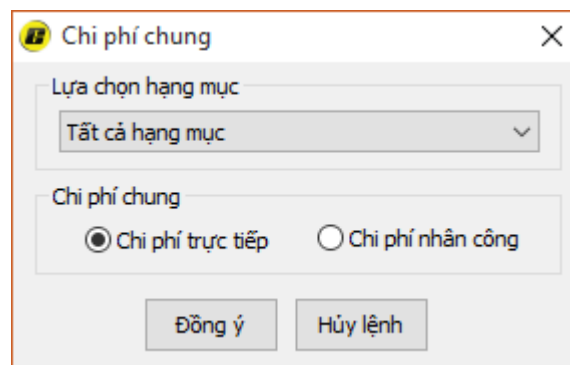 Chi phí chung
Lựa chọn hạng mục
Tất cả hạng mục
Chi phí chung
Chi phí trực tiếp Chi phí nhân công
Đồng ý Hủy lệnh